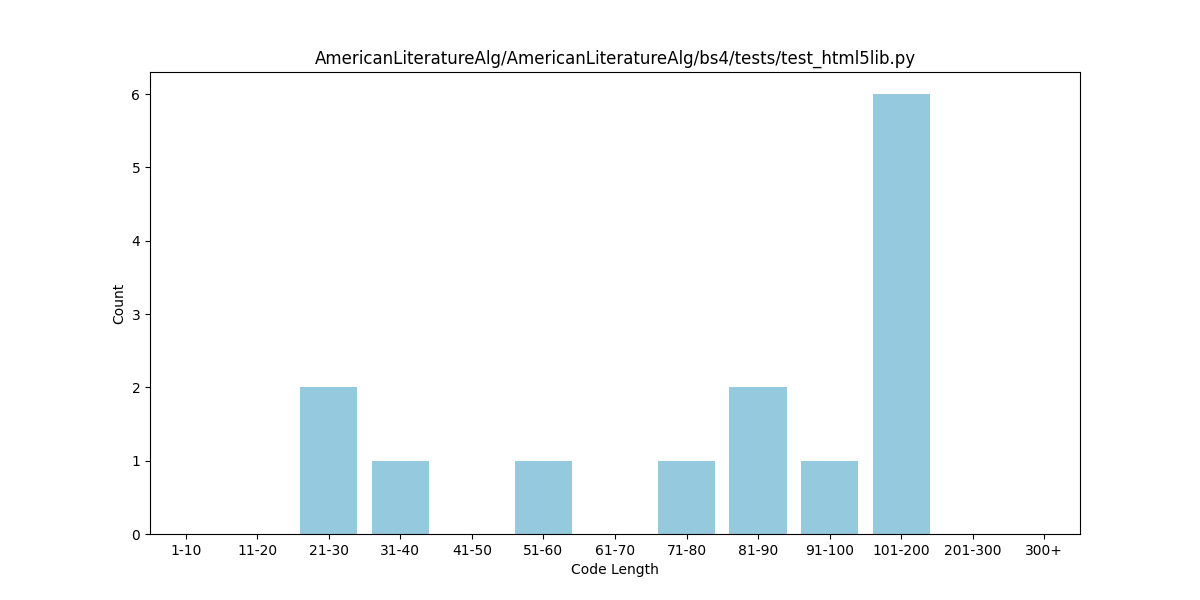 AmericanLiteratureAlg/AmericanLiteratureAlg/bs4/tests/test_html5lib.py
6
5
4
3
2
1
0
Count
1-10 11-20 21-30 31-40 41-50 51-60 61-70 71-80 81-90 91-100 101-200 201-300 300+
Code Length